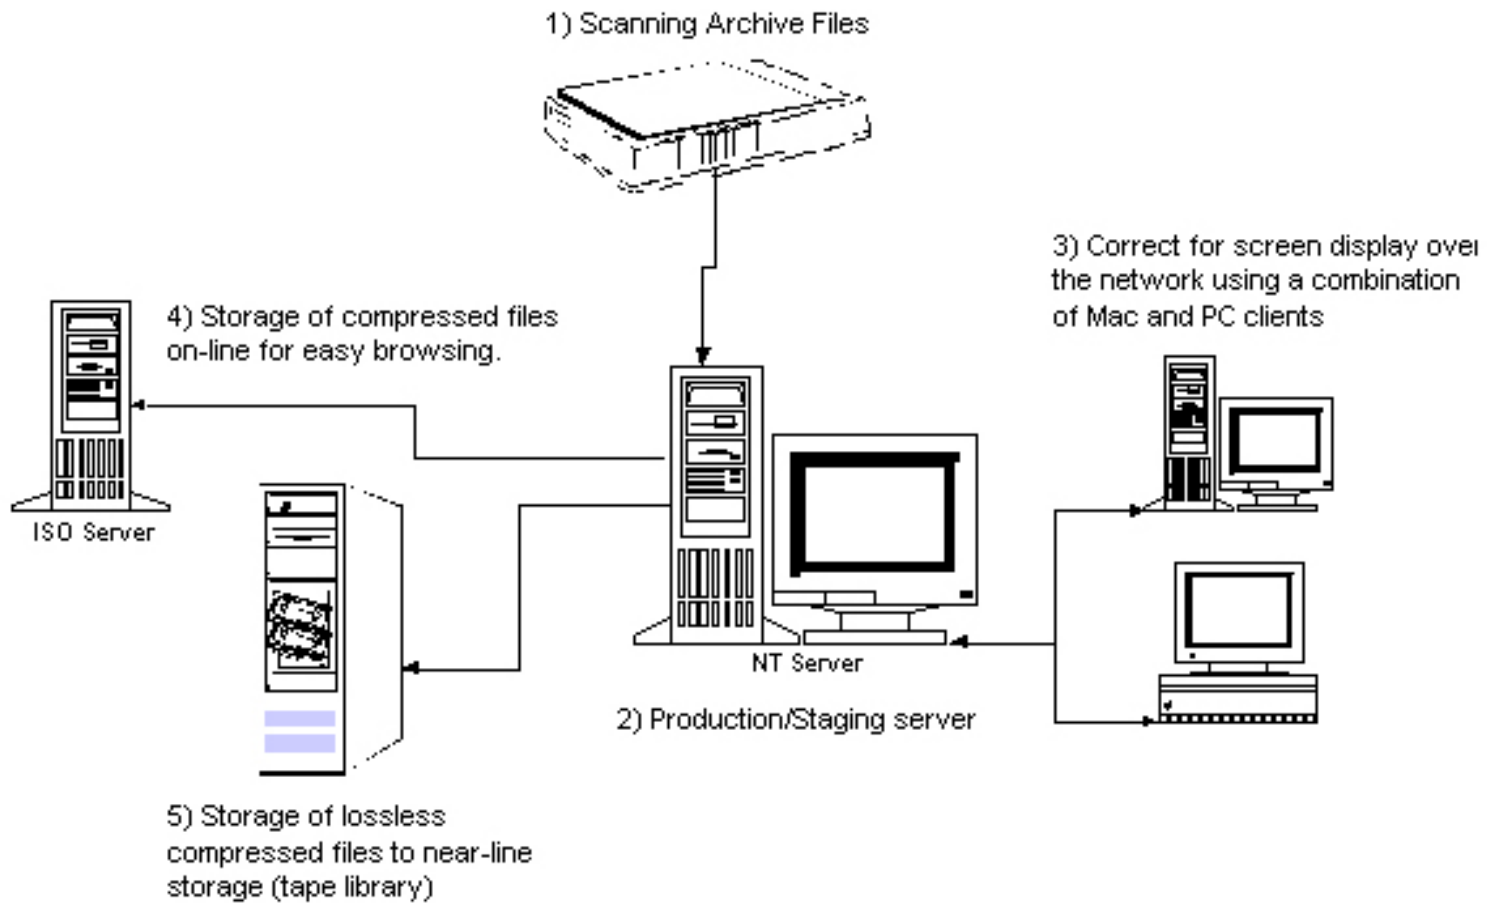 1) Scanning Archive Files
3) Correct for screen display over
the network using a combination
of Mac and PC clients
4) Storage of compressed files
on-line for easy browsing.
ISO Server
NT Server
2) Production/Staging server
5) Storage of lossless
compressed files to near-line
storage (tape library)